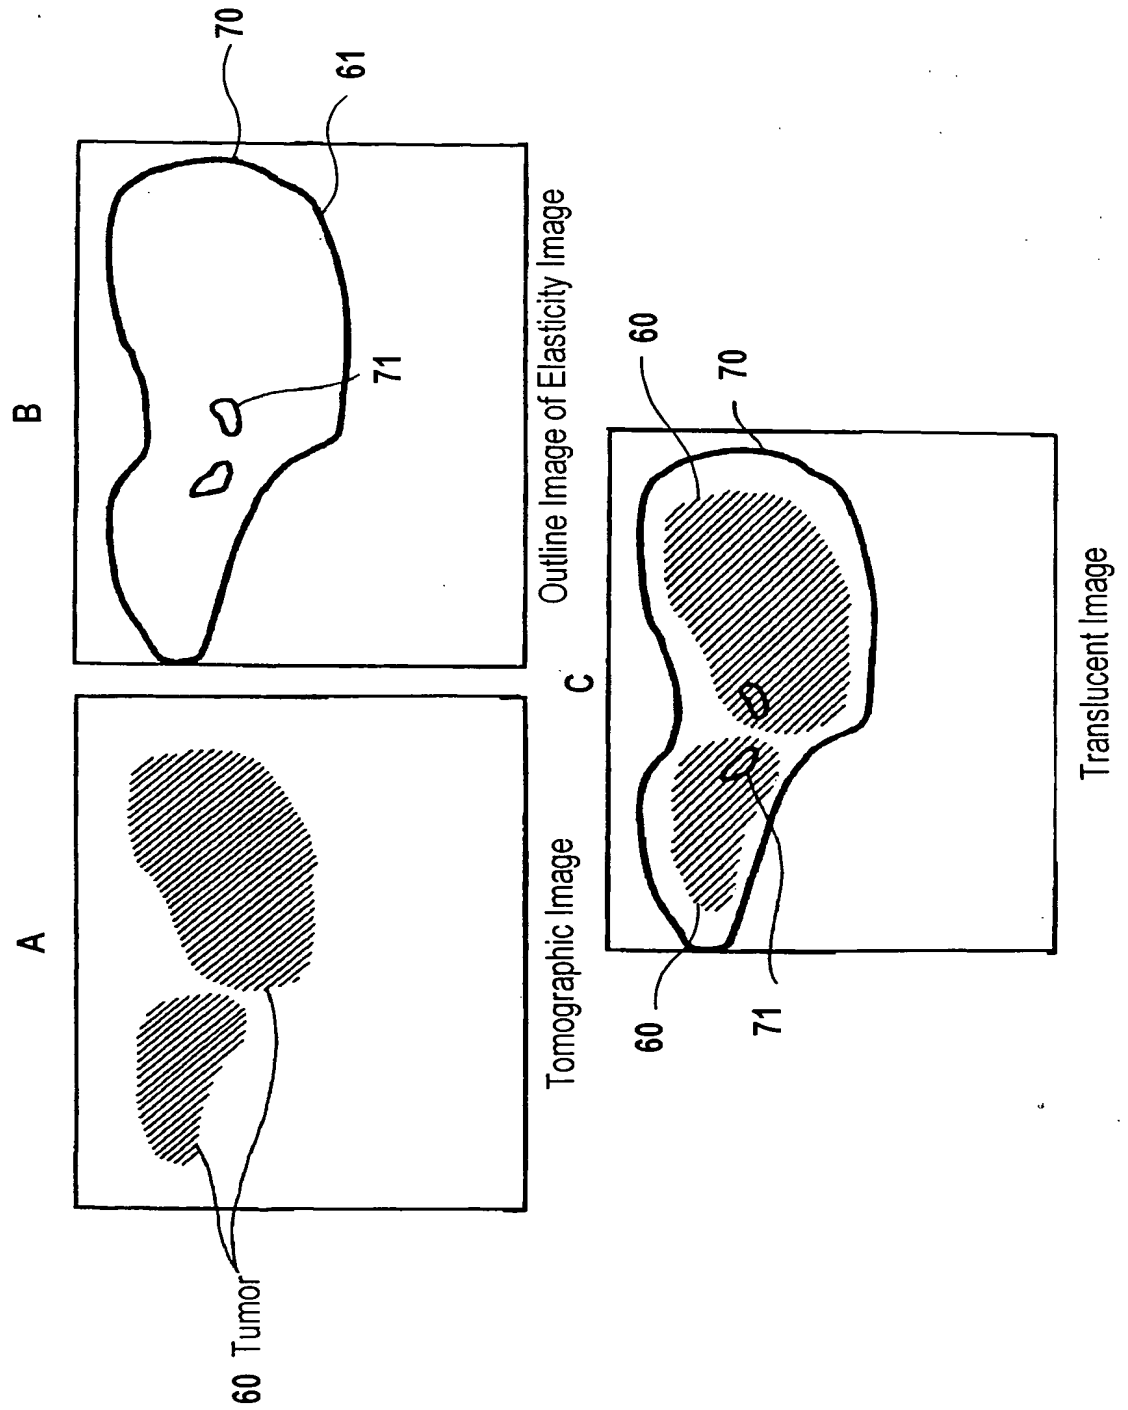 A
60 Tumor
Tomographic Image
B
70
61
71
Outline Image of Elasticity Image
C
60
70
60
71
Translucent Image